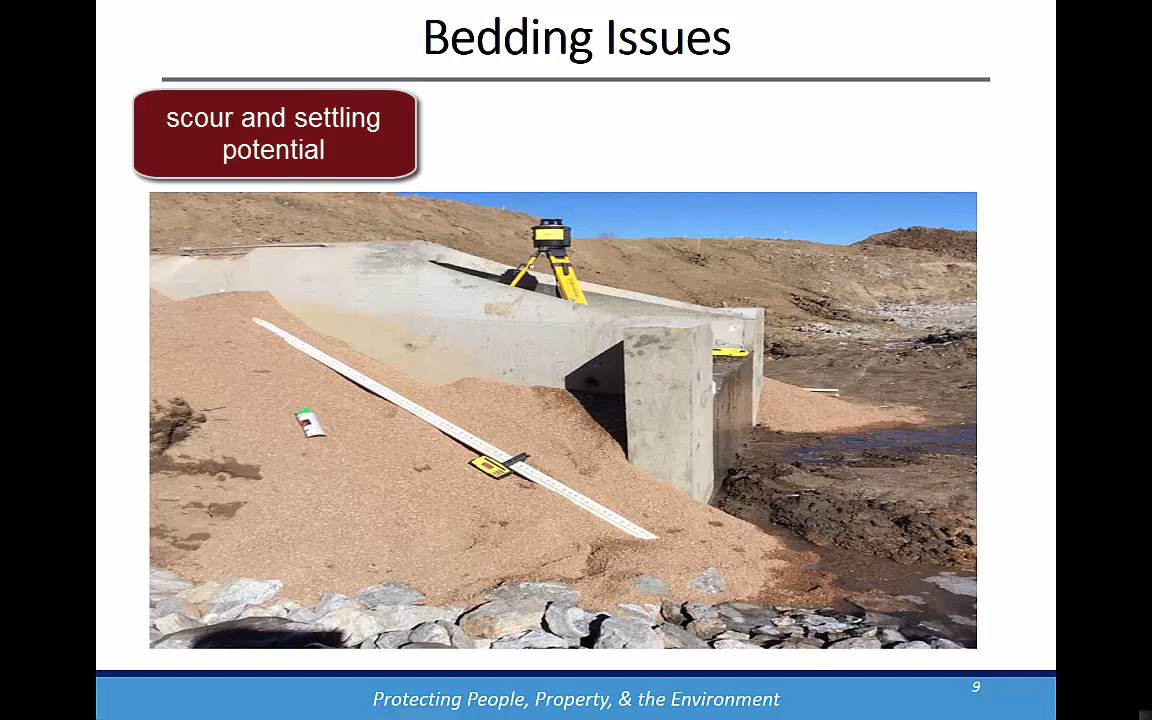 Bedding Issues
scour and settling
potential
9
Protecting People, Property, & the Environment